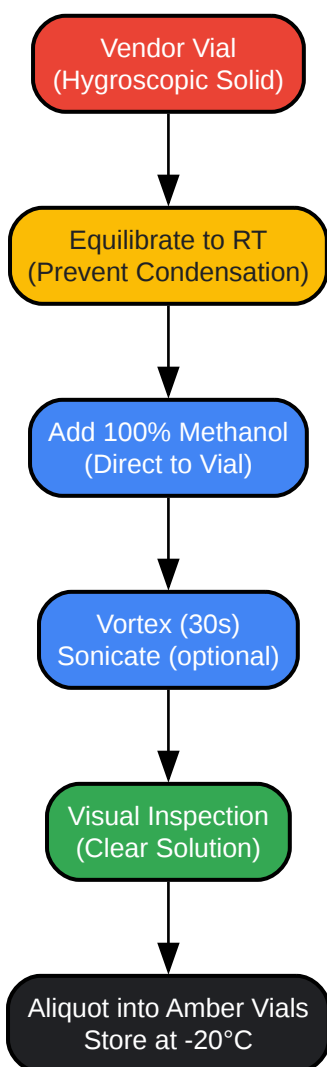 Vendor Vial
(Hygroscopic Solid)
Equilibrate to RT
(Prevent Condensation)
Add 100% Methanol
(Direct to Vial)
Vortex (30s)
Sonicate (optional)
Visual Inspection
(Clear Solution)
Aliquot into Amber Vials
Store at -20°C